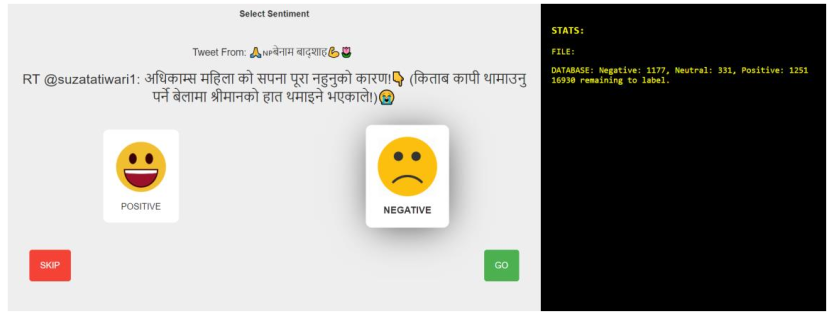 Select Sentiment
Tweet From: 🙏NPबेनाम बादशाह💪🌷
RT @suzatatiwari1: अधिकाम्स महिला को सपना पूरा नहुनुको कारण!👇 (किताब कापी थामाउनु
पर्ने बेलामा श्रीमानको हात थमाइने भएकाले!)😭
POSITIVE
NEGATIVE
SKIP
GO
STATS:
FILE:
DATABASE: Negative: 1177, Neutral: 331, Positive: 1251
16930 remaining to label.